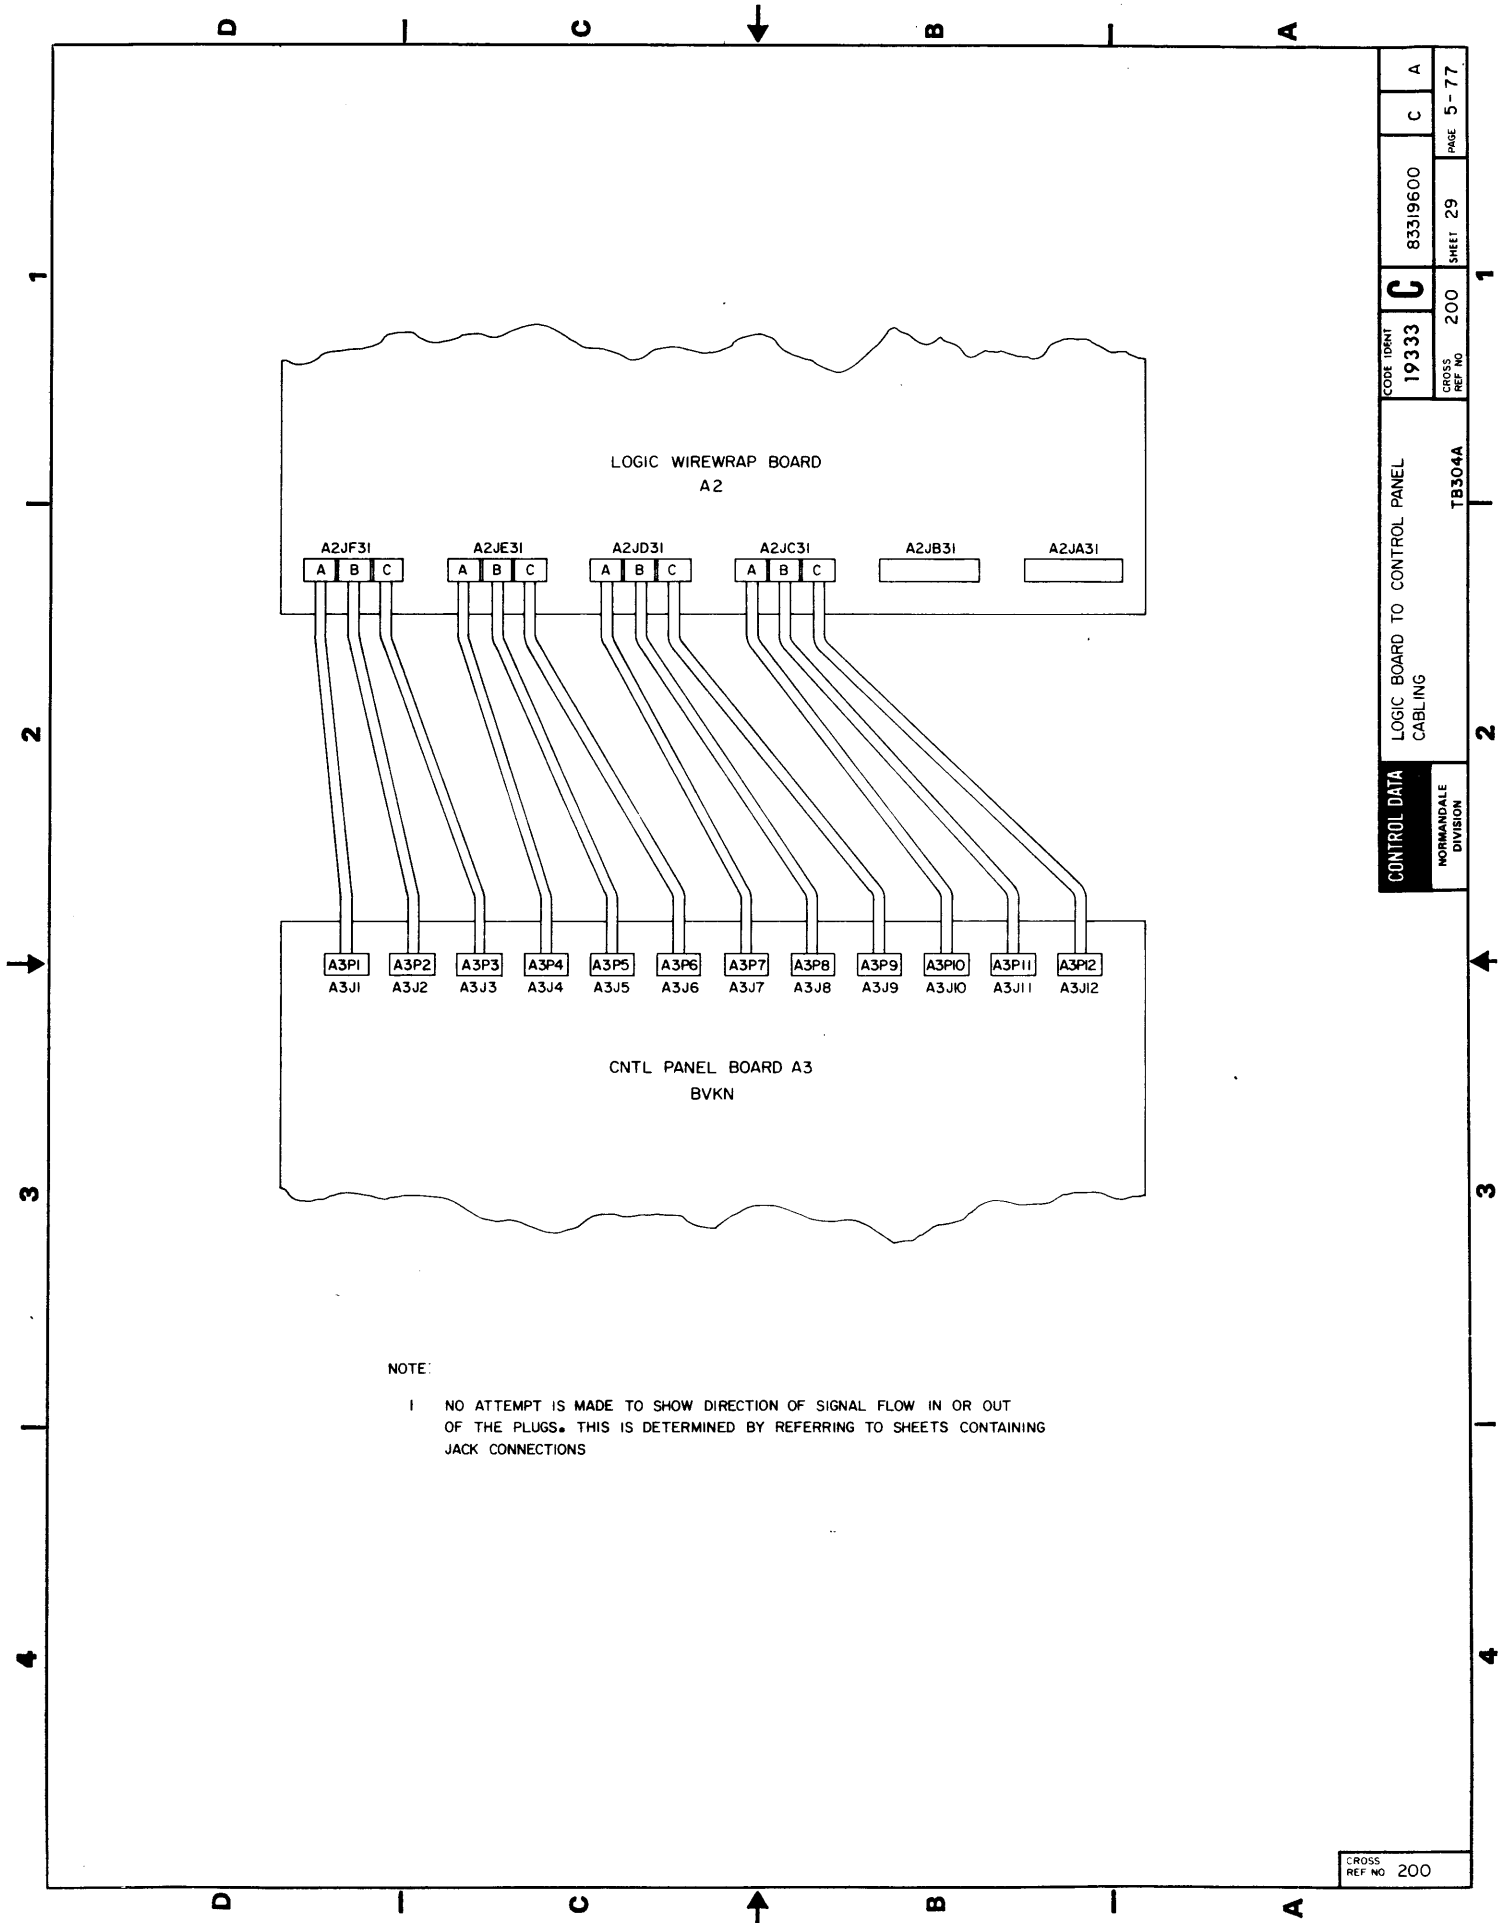 D C B A
1
LOGIC WIREWRAP BOARD
A2
A2JF31 A2JE31 A2JD31 A2JC31 A2JB31 A2JA31
A B C A B C A B C A B C
2
A3P1 A3P2 A3P3 A3P4 A3P5 A3P6 A3P7 A3P8 A3P9 A3P10 A3P11 A3P12
A3J1 A3J2 A3J3 A3J4 A3J5 A3J6 A3J7 A3J8 A3J9 A3J10 A3J11 A3J12
CNTL PANEL BOARD A3
BVKN
3
NOTE:
1 NO ATTEMPT IS MADE TO SHOW DIRECTION OF SIGNAL FLOW IN OR OUT
OF THE PLUGS. THIS IS DETERMINED BY REFERRING TO SHEETS CONTAINING
JACK CONNECTIONS
4
CONTROL DATA
NORMANDALE
DIVISION
LOGIC BOARD TO CONTROL PANEL
CABLING
TB304A
CODE IDENT
19333
C
83319600
C
A
CROSS
REF NO
200
SHEET 29
PAGE 5-77
1
2
3
4
CROSS
REF NO 200
D C B A